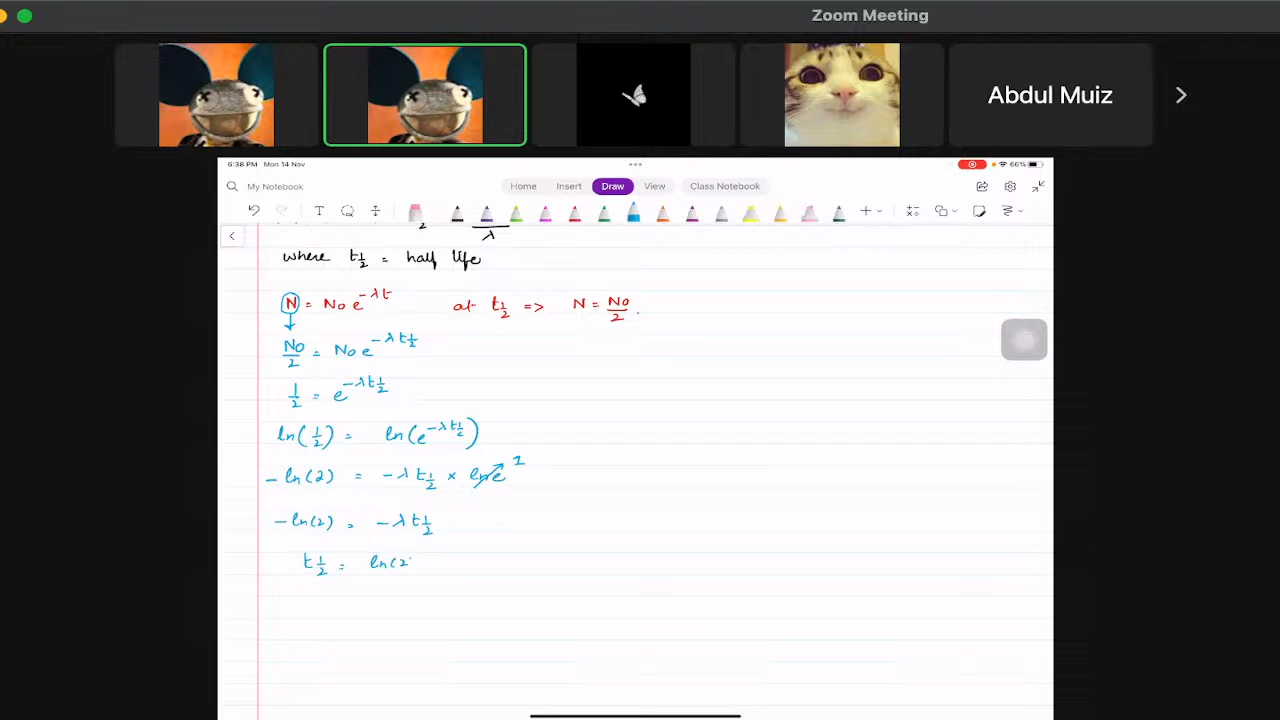 Zoom Meeting
Abdul Muiz
6:38 PM Mon 14 Nov
66%
My Notebook
Home Insert Draw View Class Notebook
2 λ
where t½ = half life
N = No e^-λt at t½ => N = No/2.
No/2 = No e^-λt½
1/2 = e^-λt½
ln(1/2) = ln(e^-λt½)
-ln(2) = -λt½ × ln e 1
-ln(2) = -λt½
t½ = ln(2